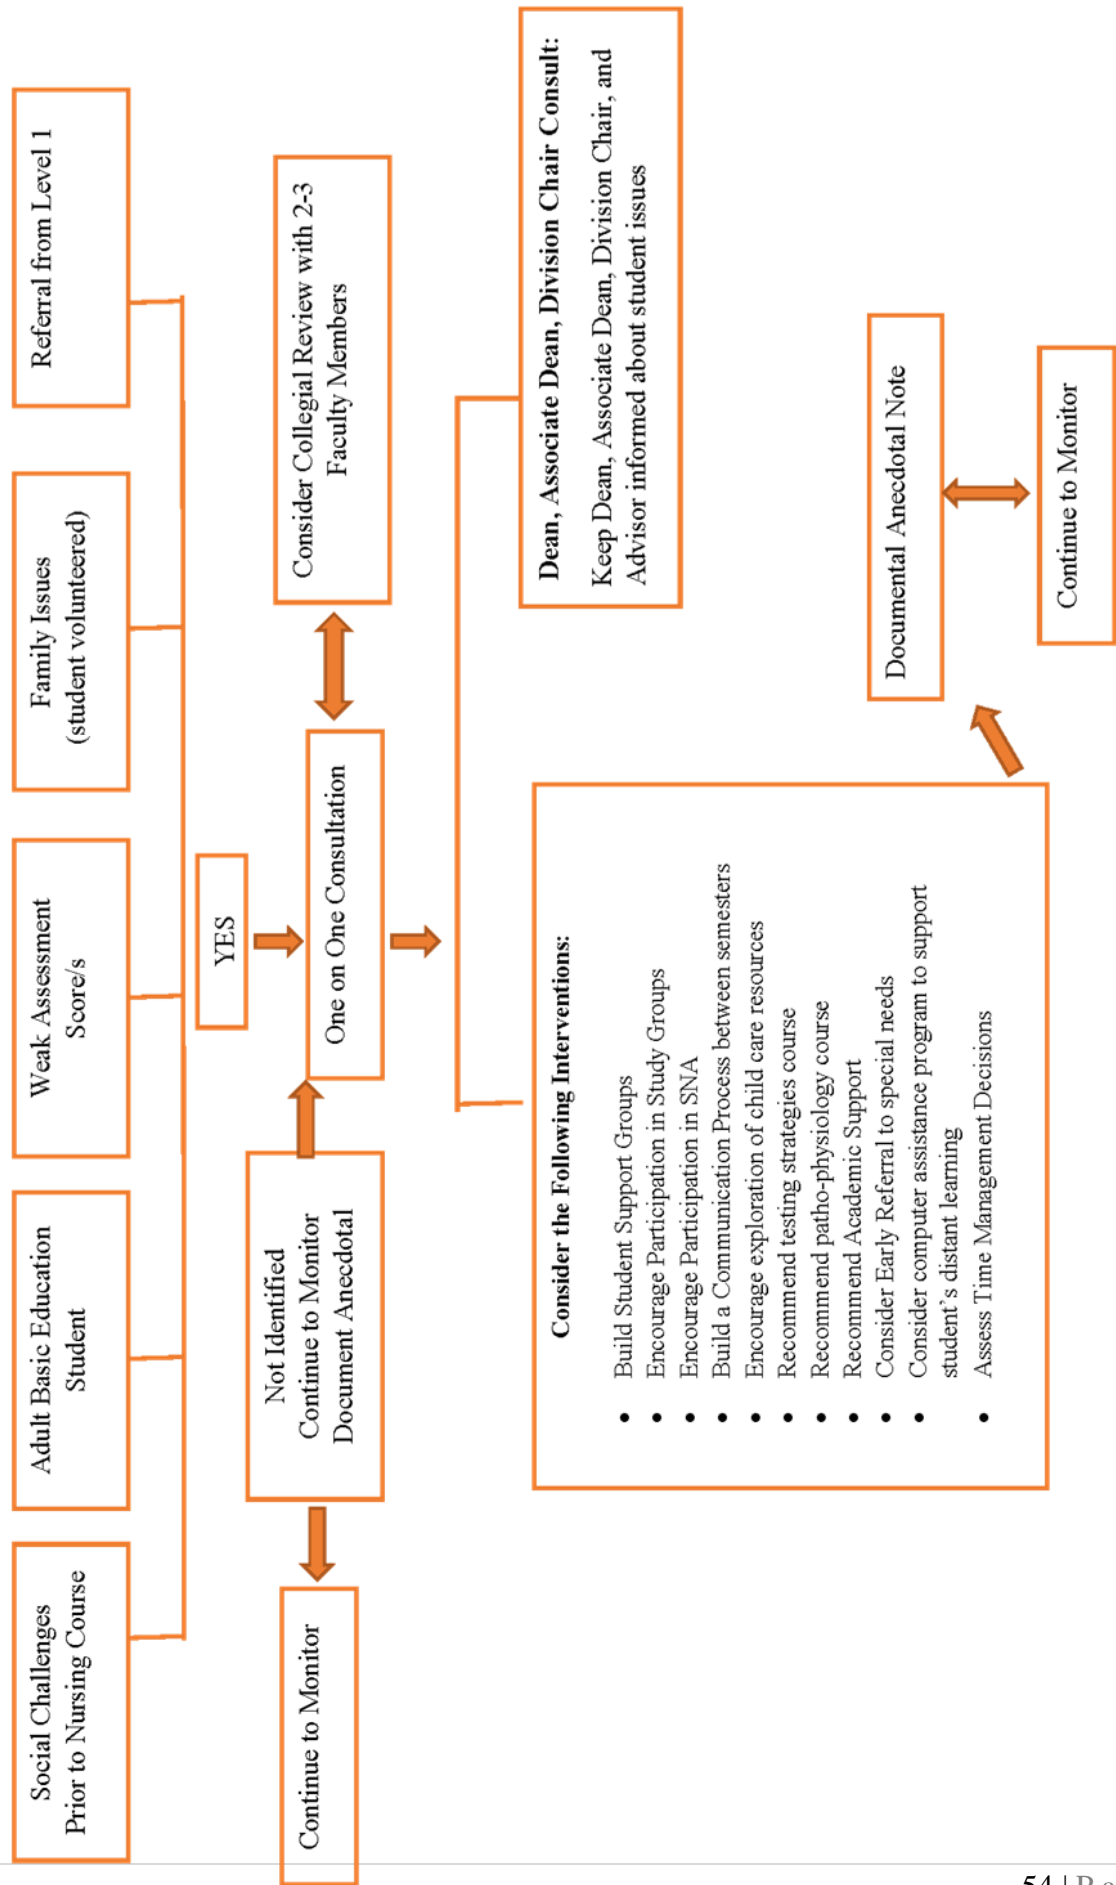 Social Challenges
Prior to Nursing Course
Adult Basic Education
Student
Weak Assessment
Score/s
Family Issues
(student volunteered)
Referral from Level 1
YES
Continue to Monitor
Not Identified
Continue to Monitor
Document Anecdotal
One on One Consultation
Consider Collegial Review with 2-3
Faculty Members
Consider the Following Interventions:
• Build Student Support Groups
• Encourage Participation in Study Groups
• Encourage Participation in SNA
• Build a Communication Process between semesters
• Encourage exploration of child care resources
• Recommend testing strategies course
• Recommend patho-physiology course
• Recommend Academic Support
• Consider Early Referral to special needs
• Consider computer assistance program to support
student's distant learning
• Assess Time Management Decisions
Dean, Associate Dean, Division Chair Consult:
Keep Dean, Associate Dean, Division Chair, and
Advisor informed about student issues
Documental Anecdotal Note
Continue to Monitor